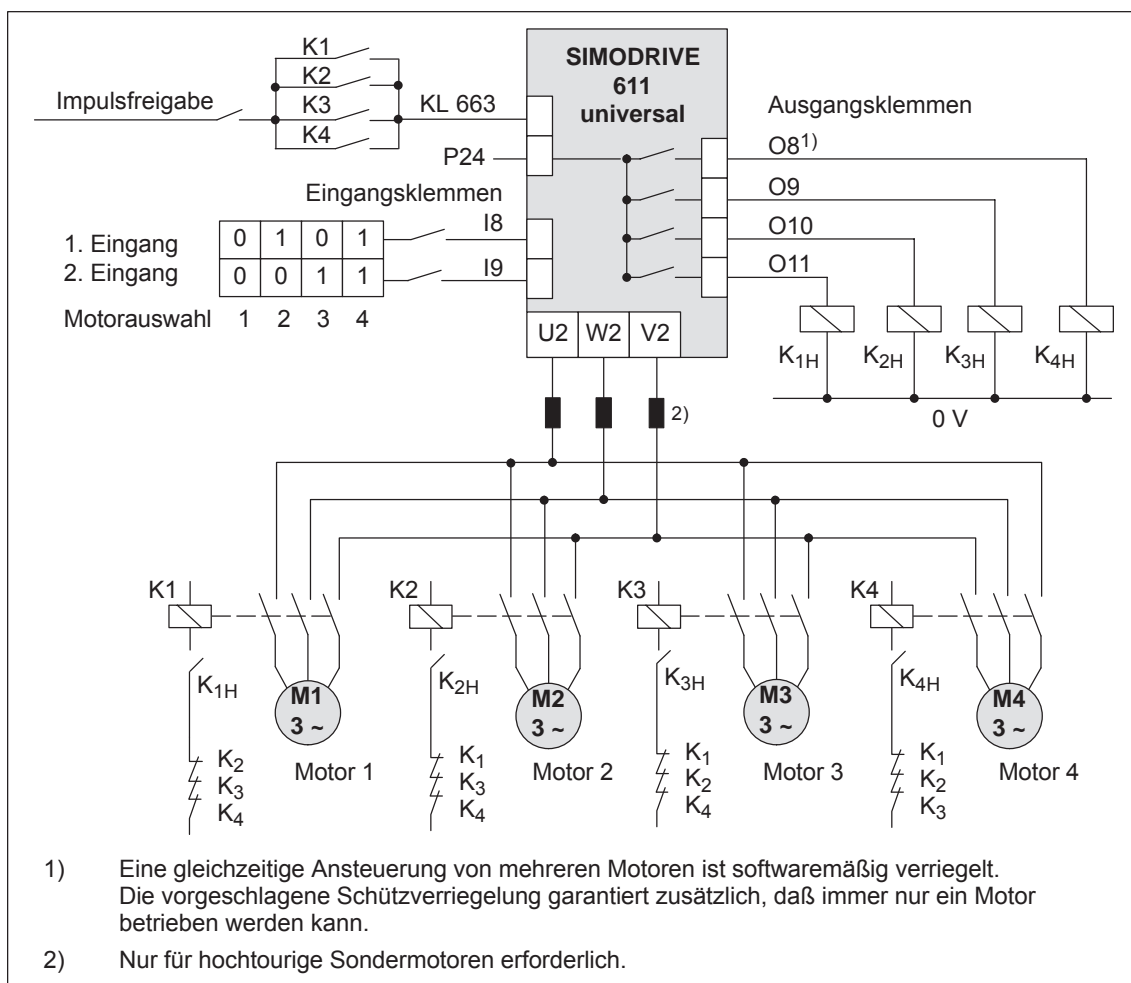 K1
K2
K3
K4
Impulsfreigabe
KL 663
P24
SIMODRIVE
611
universal
Ausgangsklemmen
O8 1)
O9
O10
O11
Eingangsklemmen
1. Eingang 0 1 0 1 I8
2. Eingang 0 0 1 1 I9
Motorauswahl 1 2 3 4
U2 W2 V2
K1H K2H K3H K4H
0 V
2)
K1 K2 K3 K4
K1H K2H K3H K4H
M1 M2 M3 M4
3 ~ 3 ~ 3 ~ 3 ~
K2 K1 K1 K1
K3 K3 K2 K2
K4 K4 K4 K3
Motor 1 Motor 2 Motor 3 Motor 4
1) Eine gleichzeitige Ansteuerung von mehreren Motoren ist softwaremäßig verriegelt.
Die vorgeschlagene Schützverriegelung garantiert zusätzlich, daß immer nur ein Motor
betrieben werden kann.
2) Nur für hochtourige Sondermotoren erforderlich.